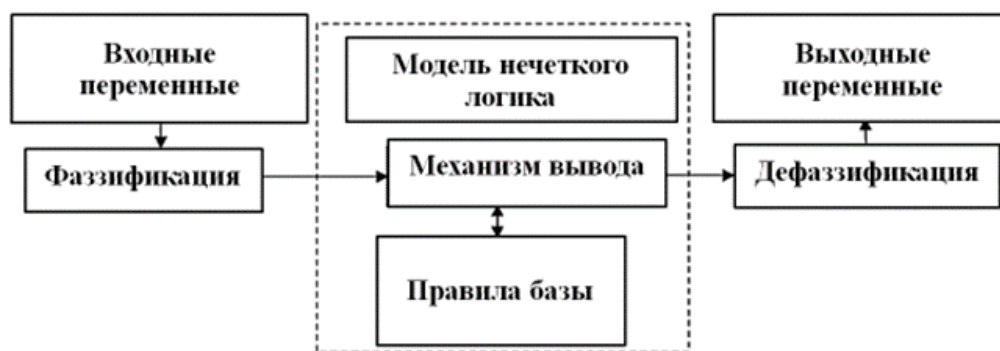 Входные
переменные
Модель нечеткого
логика
Выходные
переменные
Фаззификация
Механизм вывода
Дефаззификация
Правила базы